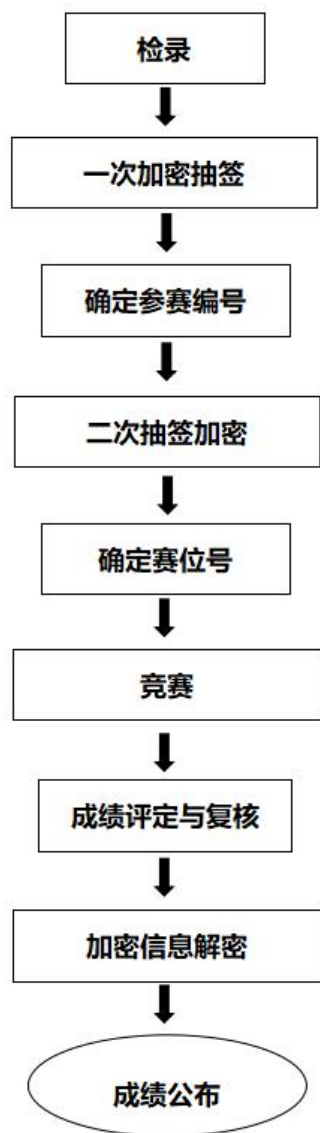 检录
一次加密抽签
确定参赛编号
二次抽签加密
确定赛位号
竞赛
成绩评定与复核
加密信息解密
成绩公布